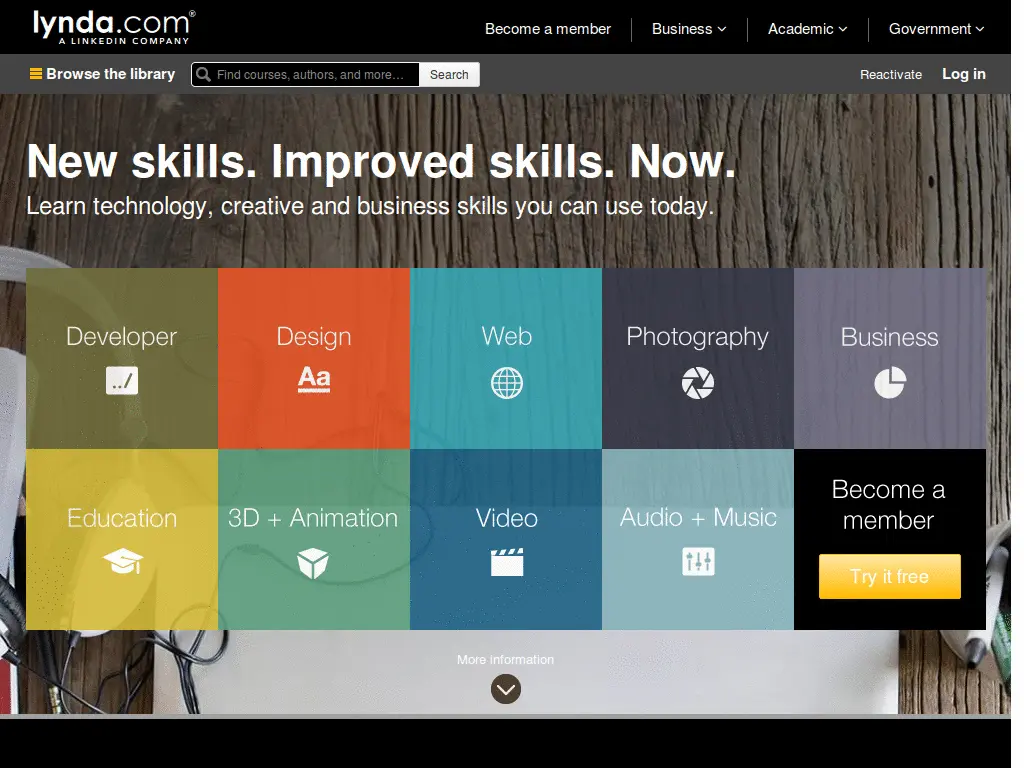 lynda.com®
A LINKEDIN COMPANY
Become a member
Business
Academic
Government
Browse the library
Find courses, authors, and more…
Search
Reactivate
Log in
New skills. Improved skills. Now.
Learn technology, creative and business skills you can use today.
Developer
../
Design
Aa
Web
Photography
Business
Education
3D + Animation
Video
Audio + Music
Become a
member
Try it free
More information